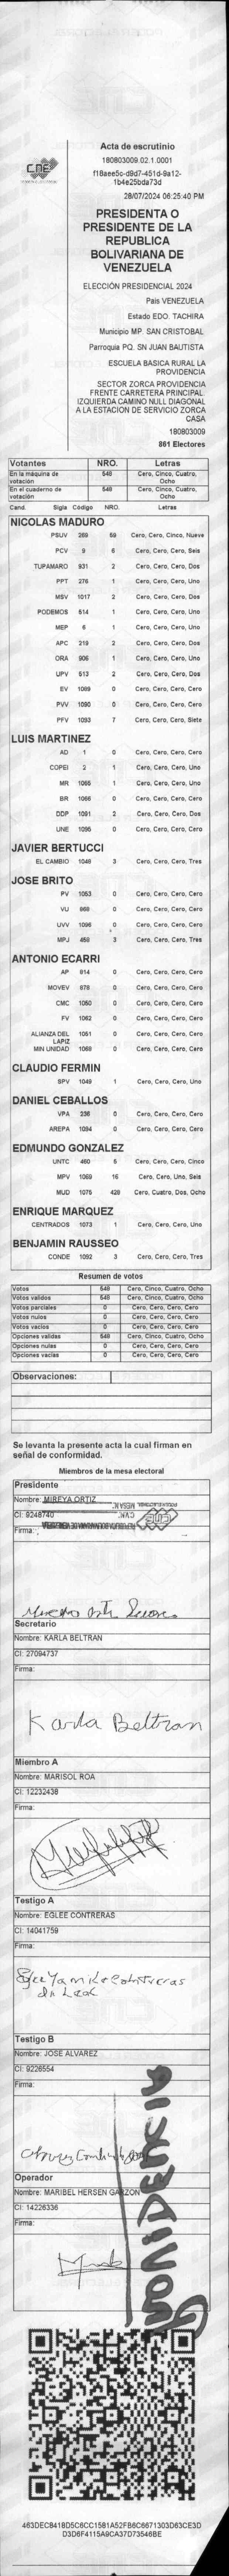 CNE
PODER ELECTORAL
Acta de escrutinio
180803009.02.1.0001
f18aee5c-d9d7-451d-9a12-
1b4e25bda73d
28/07/2024 06:25:40 PM
PRESIDENTA O
PRESIDENTE DE LA
REPUBLICA
BOLIVARIANA DE
VENEZUELA
ELECCIÓN PRESIDENCIAL 2024
País VENEZUELA
Estado EDO. TACHIRA
Municipio MP. SAN CRISTOBAL
Parroquia PQ. SN JUAN BAUTISTA
ESCUELA BASICA RURAL LA
PROVIDENCIA
SECTOR ZORCA PROVIDENCIA
FRENTE CARRETERA PRINCIPAL.
IZQUIERDA CAMINO NULL DIAGONAL
A LA ESTACION DE SERVICIO ZORCA
CASA
180803009
861 Electores
Votantes NRO. Letras
En la máquina de votación 548 Cero, Cinco, Cuatro, Ocho
En el cuaderno de votación 548 Cero, Cinco, Cuatro, Ocho
Cand. Sigla Código NRO. Letras
NICOLAS MADURO
PSUV 269 59 Cero, Cero, Cinco, Nueve
PCV 9 6 Cero, Cero, Cero, Seis
TUPAMARO 931 2 Cero, Cero, Cero, Dos
PPT 276 1 Cero, Cero, Cero, Uno
MSV 1017 2 Cero, Cero, Cero, Dos
PODEMOS 514 1 Cero, Cero, Cero, Uno
MEP 6 1 Cero, Cero, Cero, Uno
APC 219 2 Cero, Cero, Cero, Dos
ORA 906 1 Cero, Cero, Cero, Uno
UPV 513 2 Cero, Cero, Cero, Dos
EV 1089 0 Cero, Cero, Cero, Cero
PVV 1090 0 Cero, Cero, Cero, Cero
PFV 1093 7 Cero, Cero, Cero, Siete
LUIS MARTINEZ
AD 1 0 Cero, Cero, Cero, Cero
COPEI 2 1 Cero, Cero, Cero, Uno
MR 1065 1 Cero, Cero, Cero, Uno
BR 1066 0 Cero, Cero, Cero, Cero
DDP 1091 2 Cero, Cero, Cero, Dos
UNE 1095 0 Cero, Cero, Cero, Cero
JAVIER BERTUCCI
EL CAMBIO 1046 3 Cero, Cero, Cero, Tres
JOSE BRITO
PV 1053 0 Cero, Cero, Cero, Cero
VU 868 0 Cero, Cero, Cero, Cero
UVV 1096 0 Cero, Cero, Cero, Cero
MPJ 458 3 Cero, Cero, Cero, Tres
ANTONIO ECARRI
AP 814 0 Cero, Cero, Cero, Cero
MOVEV 878 0 Cero, Cero, Cero, Cero
CMC 1050 0 Cero, Cero, Cero, Cero
FV 1062 0 Cero, Cero, Cero, Cero
ALIANZA DEL LAPIZ 1051 0 Cero, Cero, Cero, Cero
MIN UNIDAD 1068 0 Cero, Cero, Cero, Cero
CLAUDIO FERMIN
SPV 1049 1 Cero, Cero, Cero, Uno
DANIEL CEBALLOS
VPA 238 0 Cero, Cero, Cero, Cero
AREPA 1094 0 Cero, Cero, Cero, Cero
EDMUNDO GONZALEZ
UNTC 460 5 Cero, Cero, Cero, Cinco
MPV 1069 16 Cero, Cero, Uno, Seis
MUD 1075 428 Cero, Cuatro, Dos, Ocho
ENRIQUE MARQUEZ
CENTRADOS 1073 1 Cero, Cero, Cero, Uno
BENJAMIN RAUSSEO
CONDE 1092 3 Cero, Cero, Cero, Tres
Resumen de votos
Votos 548 Cero, Cinco, Cuatro, Ocho
Votos validos 548 Cero, Cinco, Cuatro, Ocho
Votos parciales 0 Cero, Cero, Cero, Cero
Votos nulos 0 Cero, Cero, Cero, Cero
Votos vacios 0 Cero, Cero, Cero, Cero
Opciones validas 548 Cero, Cinco, Cuatro, Ocho
Opciones nulas 0 Cero, Cero, Cero, Cero
Opciones vacias 0 Cero, Cero, Cero, Cero
Observaciones:
Se levanta la presente acta la cual firman en
señal de conformidad.
Miembros de la mesa electoral
Presidente
Nombre: MIREYA ORTIZ
CI: 9248740
Firma:
Secretario
Nombre: KARLA BELTRAN
CI: 27094737
Firma:
Karla Beltran
Miembro A
Nombre: MARISOL ROA
CI: 12232438
Firma:
Testigo A
Nombre: EGLEE CONTRERAS
CI: 14041759
Firma:
Testigo B
Nombre: JOSE ALVAREZ
CI: 9226554
Firma:
Operador
Nombre: MARIBEL HERSEN GARZON
CI: 14226336
Firma:
463DEC8418D5C6CC1581A52FB6C6671303D63CE3D
D3D6F4115A9CA37D73546BE